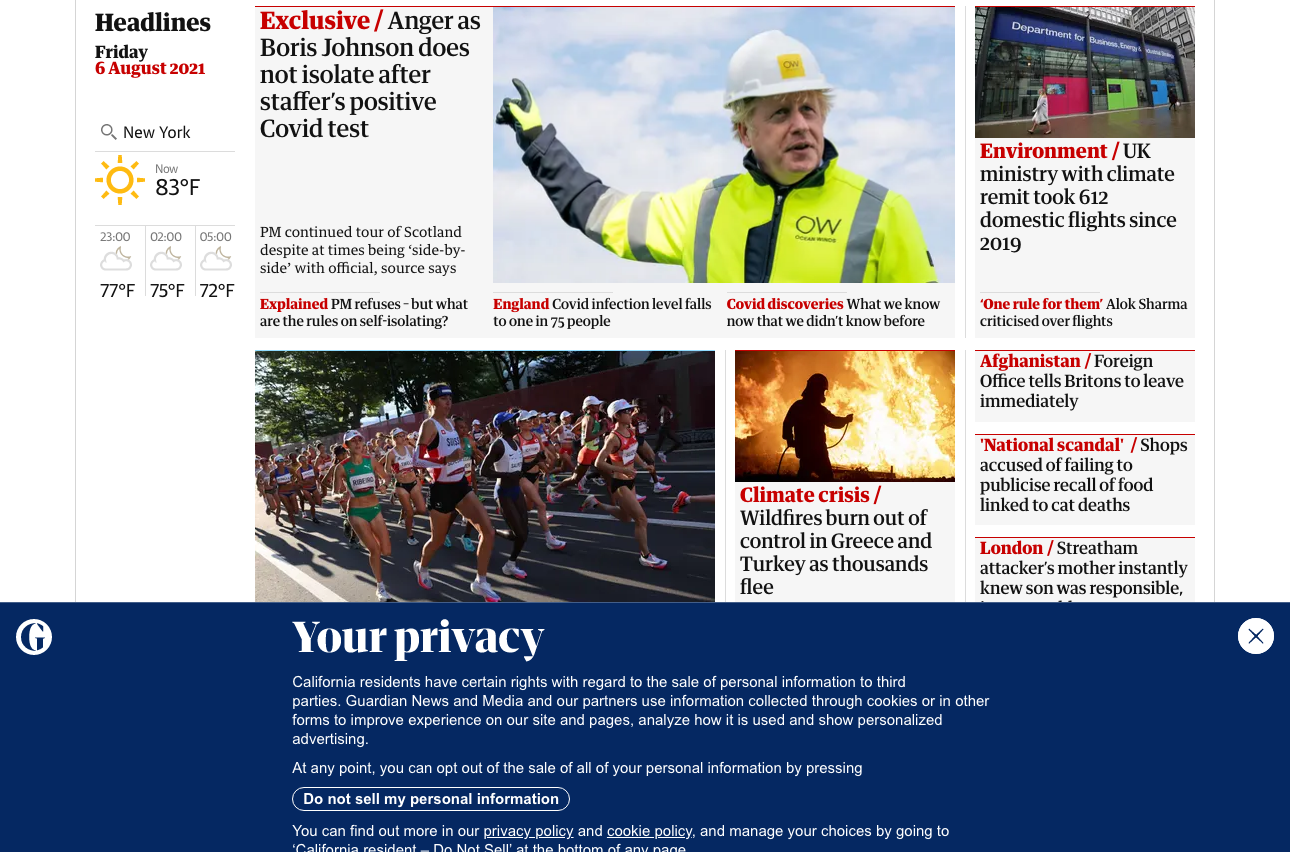 Headlines
Friday
6 August 2021
New York
Now
83°F
23:00
02:00
05:00
77°F
75°F
72°F
Exclusive / Anger as
Boris Johnson does
not isolate after
staffer’s positive
Covid test
PM continued tour of Scotland
despite at times being ‘side-by-
side’ with official, source says
OW
OW
OCEAN WINDS
Explained PM refuses – but what
are the rules on self-isolating?
England Covid infection level falls
to one in 75 people
Covid discoveries What we know
now that we didn’t know before
Department for Business, Energy & Industrial Strategy
Environment / UK
ministry with climate
remit took 612
domestic flights since
2019
‘One rule for them’ Alok Sharma
criticised over flights
RIBEIRO
SUISSE
Climate crisis /
Wildfires burn out of
control in Greece and
Turkey as thousands
flee
Afghanistan / Foreign
Office tells Britons to leave
immediately
'National scandal' / Shops
accused of failing to
publicise recall of food
linked to cat deaths
London / Streatham
attacker’s mother instantly
knew son was responsible,
G
Your privacy
California residents have certain rights with regard to the sale of personal information to third
parties. Guardian News and Media and our partners use information collected through cookies or in other
forms to improve experience on our site and pages, analyze how it is used and show personalized
advertising.
At any point, you can opt out of the sale of all of your personal information by pressing
Do not sell my personal information
You can find out more in our privacy policy and cookie policy, and manage your choices by going to
‘California resident – Do Not Sell’ at the bottom of any page.